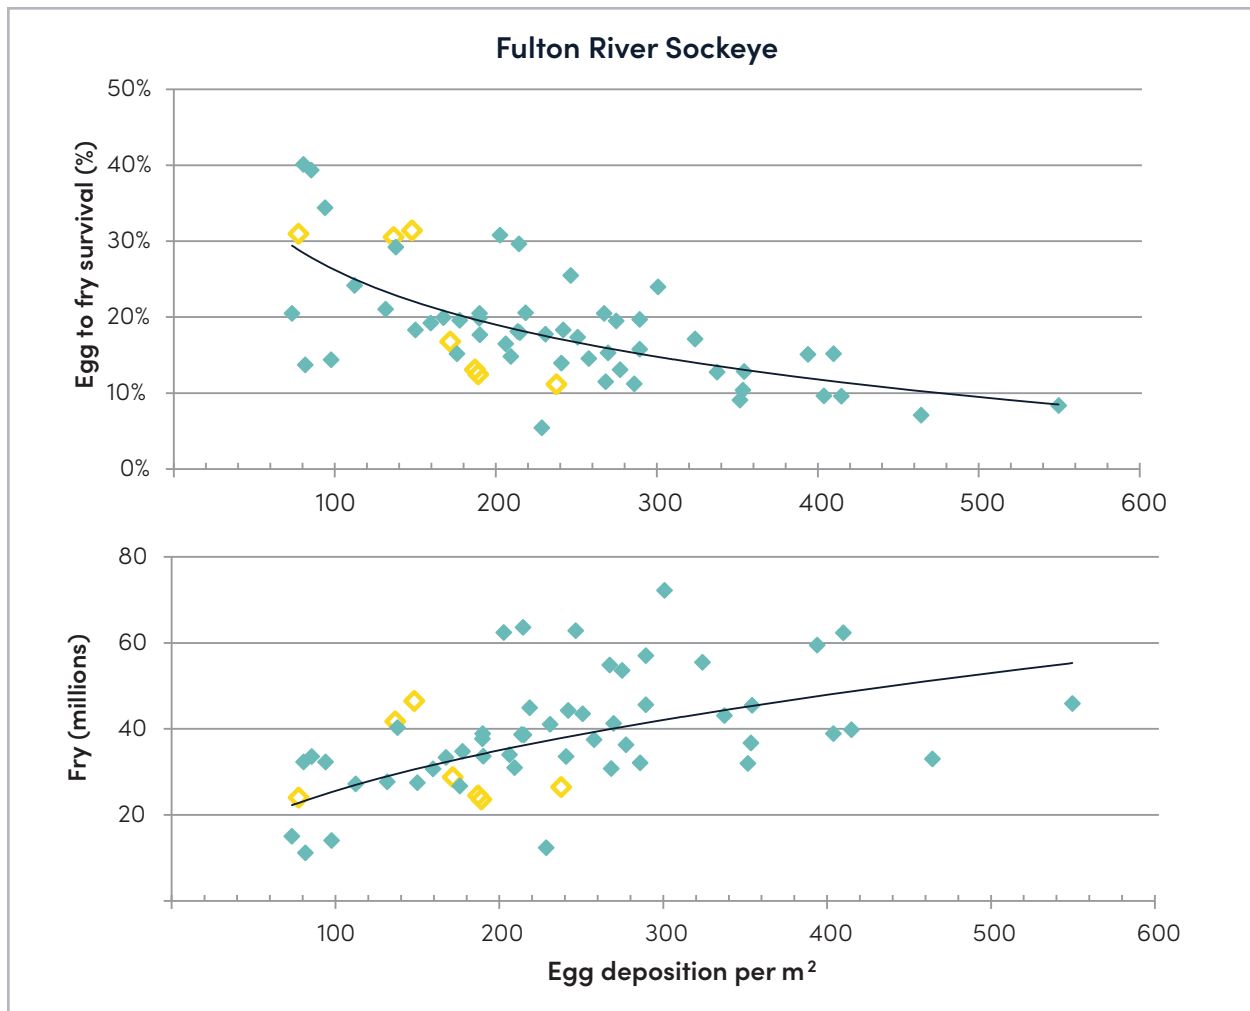 Fulton River Sockeye
Egg to fry survival (%)
50%
40%
30%
20%
10%
0%
100 200 300 400 500 600
Fry (millions)
80
60
40
20
100 200 300 400 500 600
Egg deposition per m²